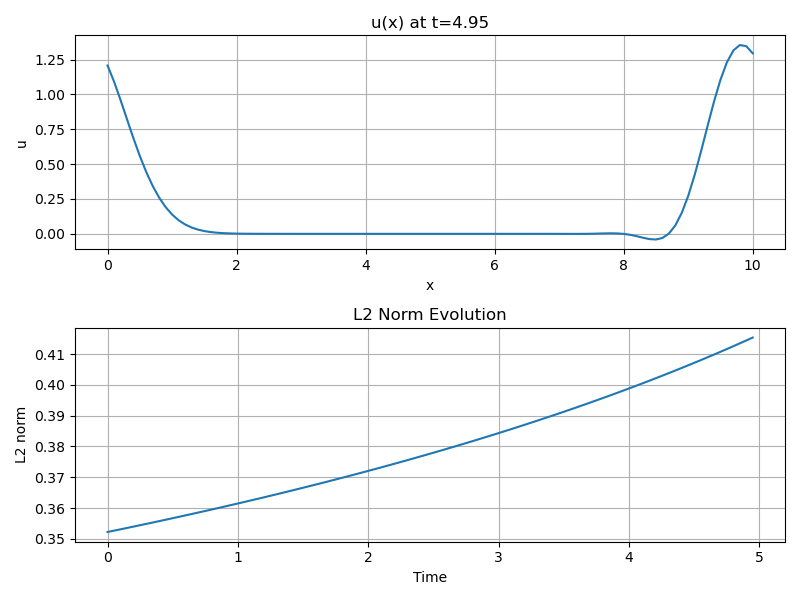 u(x) at t=4.95
1.25
1.00
0.75
0.50
0.25
0.00
u
0 2 4 6 8 10
x
L2 Norm Evolution
0.41
0.40
0.39
0.38
0.37
0.36
0.35
L2 norm
0 1 2 3 4 5
Time